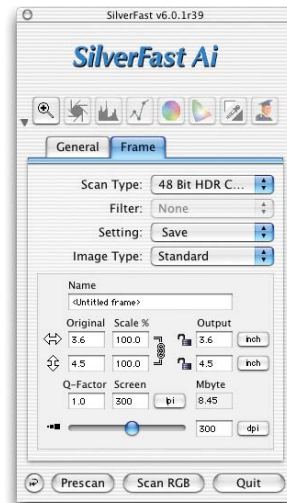 SilverFast v6.0.1r39
SilverFast Ai
General Frame
Scan Type: 48 Bit HDR C...
Filter: None
Setting: Save
Image Type: Standard
Name
<Untitled frame>
Original Scale % Output
3.6 100.0 3.6 inch
4.5 100.0 4.5 inch
Q-Factor Screen Mbyte
1.0 300 lpi 8.45
300 dpi
Prescan Scan RGB Quit